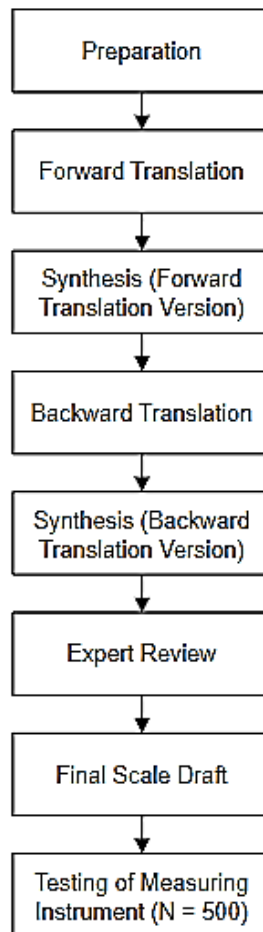 Preparation
Forward Translation
Synthesis (Forward
Translation Version)
Backward Translation
Synthesis (Backward
Translation Version)
Expert Review
Final Scale Draft
Testing of Measuring
Instrument (N = 500)